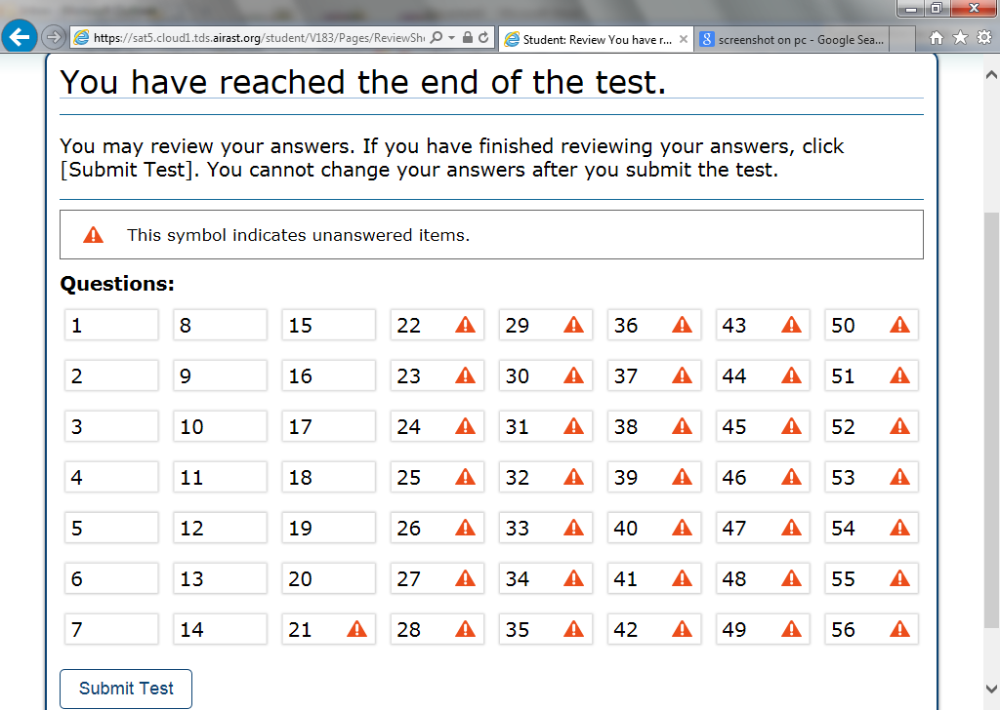 https://sat5.cloud1.tds.airast.org/student/V183/Pages/ReviewSh
Student: Review You have r...
screenshot on pc - Google Sea...
You have reached the end of the test.
You may review your answers. If you have finished reviewing your answers, click
[Submit Test]. You cannot change your answers after you submit the test.
This symbol indicates unanswered items.
Questions:
1 8 15 22 29 36 43 50
2 9 16 23 30 37 44 51
3 10 17 24 31 38 45 52
4 11 18 25 32 39 46 53
5 12 19 26 33 40 47 54
6 13 20 27 34 41 48 55
7 14 21 28 35 42 49 56
Submit Test